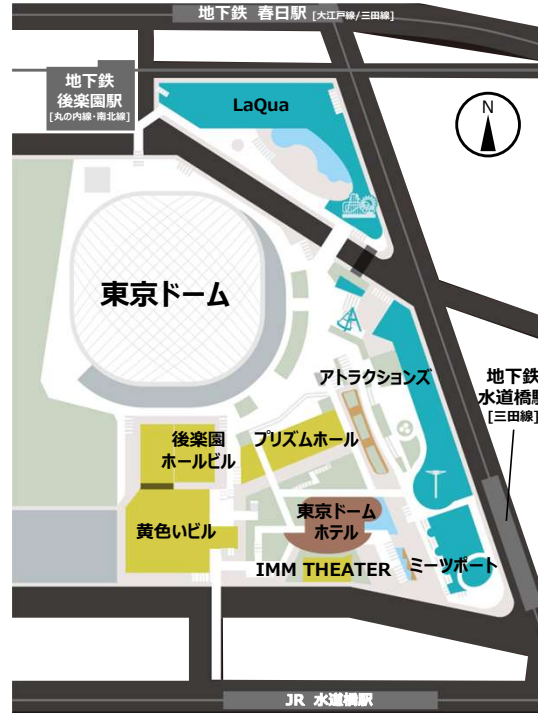 地下鉄 春日駅 [大江戸線/三田線]
地下鉄
後楽園駅
[丸の内線・南北線]
LaQua
N
東京ドーム
アトラクションズ
地下鉄
水道橋駅
[三田線]
後楽園
ホールビル
プリズムホール
黄色いビル
東京ドーム
ホテル
IMM THEATER
ミーツポート
JR 水道橋駅